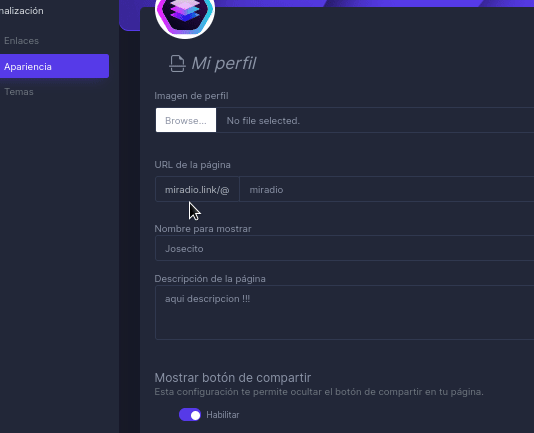 nalización
Enlaces
Apariencia
Temas
Mi perfil
Imagen de perfil
Browse... No file selected.
URL de la página
miradio.link/@ miradio
Nombre para mostrar
Josecito
Descripción de la página
aqui descripcion !!!
Mostrar botón de compartir
Esta configuración te permite ocultar el botón de compartir en tu página.
Habilitar